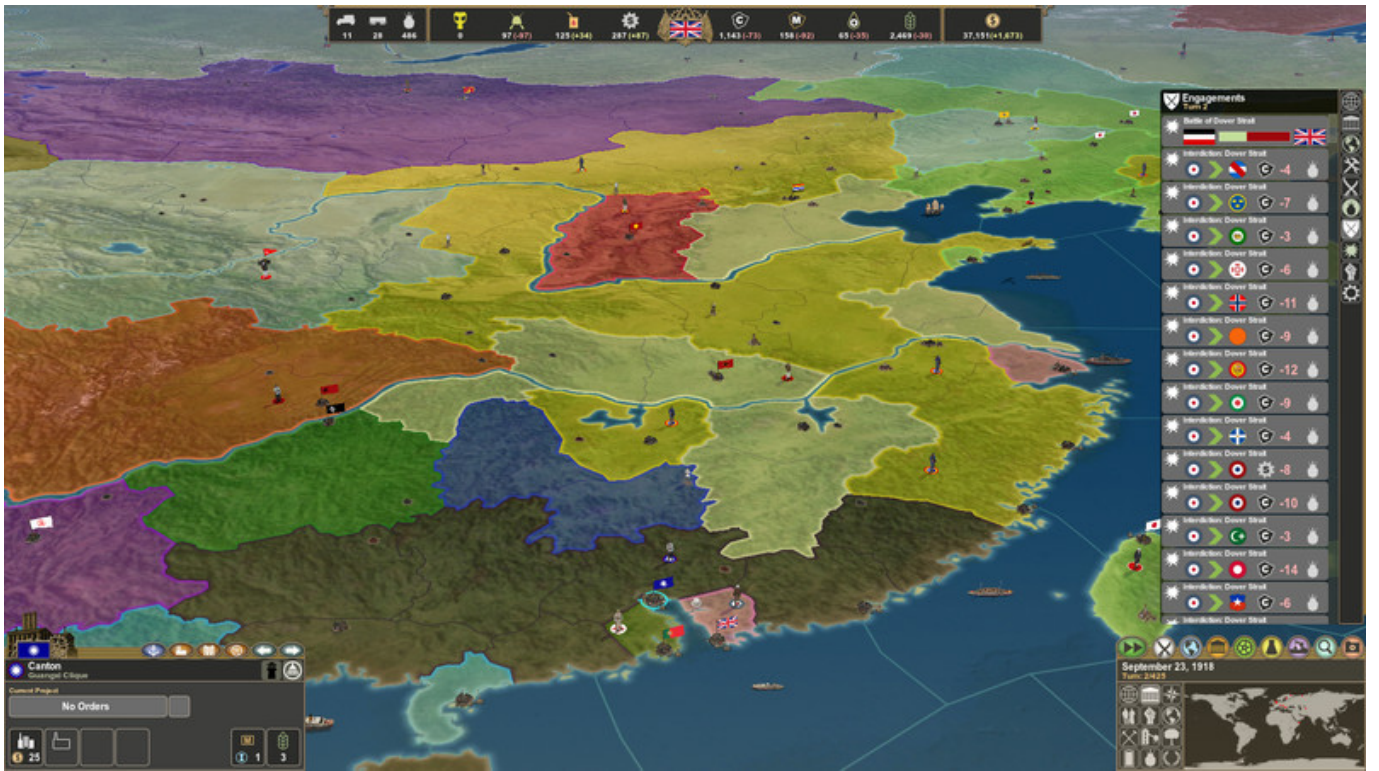 11 28 486 0 97(-97) 125(+34) 287(+87) 1,143(-73) 158(-92) 65(-35) 2,469(-30) 37,151(+1,673)
C M
Engagements
Turn 2
Battle of Dover Strait
Interdiction: Dover Strait
C -4
Interdiction: Dover Strait
C -7
Interdiction: Dover Strait
C -3
Interdiction: Dover Strait
C -6
Interdiction: Dover Strait
C -11
Interdiction: Dover Strait
C -9
Interdiction: Dover Strait
C -12
Interdiction: Dover Strait
C -9
Interdiction: Dover Strait
C -4
Interdiction: Dover Strait
S -8
Interdiction: Dover Strait
C -10
Interdiction: Dover Strait
C -3
Interdiction: Dover Strait
C -14
Interdiction: Dover Strait
C -6
Interdiction: Dover Strait
Canton
Guangxi Clique
Current Project
No Orders
25
M
1 3
September 23, 1918
Turn: 2/425